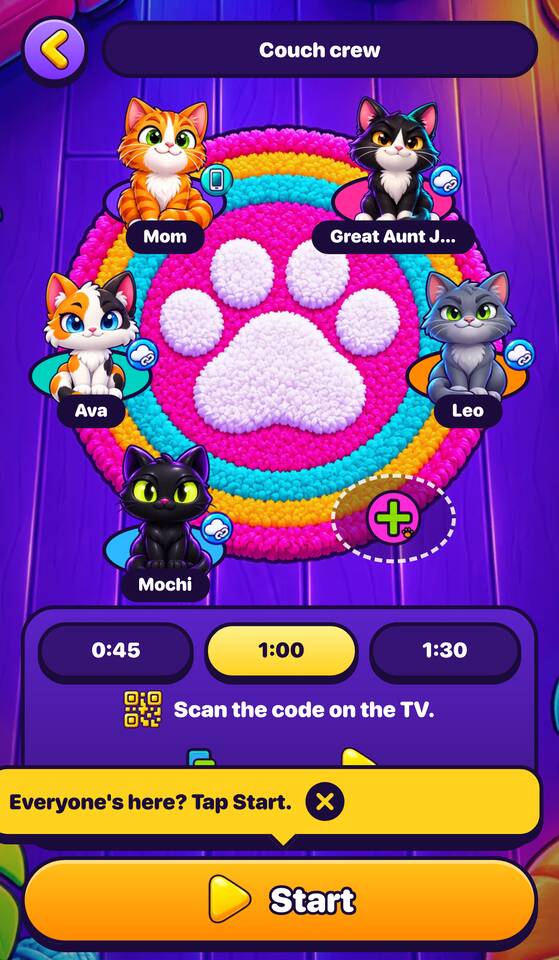 Couch crew
Mom
Great Aunt J...
Ava
Leo
Mochi
0:45
1:00
1:30
Scan the code on the TV.
Everyone's here? Tap Start.
Start